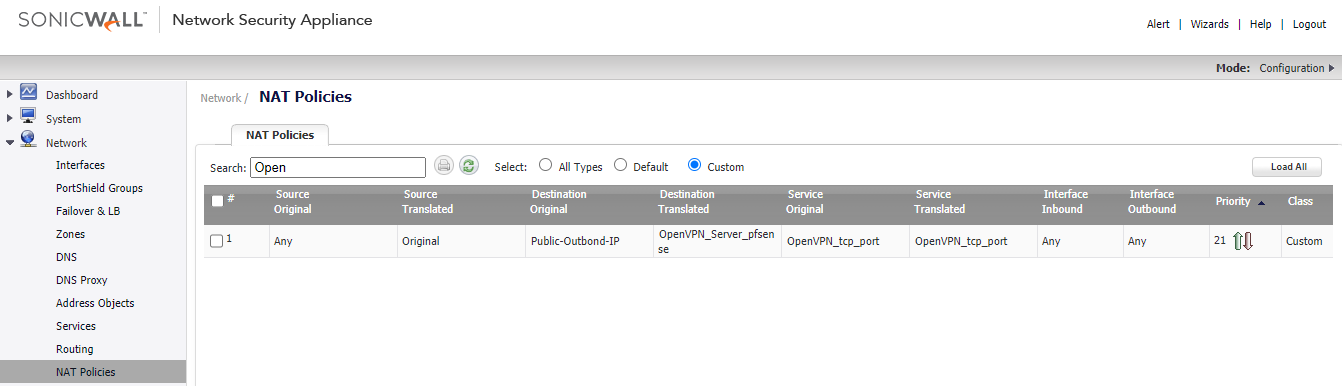 SONICWALL™ | Network Security Appliance
Alert | Wizards | Help | Logout
Mode: Configuration
Dashboard
System
Network
Interfaces
PortShield Groups
Failover & LB
Zones
DNS
DNS Proxy
Address Objects
Services
Routing
NAT Policies
Network / NAT Policies
NAT Policies
Search: Open Select: All Types Default Custom Load All
# Source Original Source Translated Destination Original Destination Translated Service Original Service Translated Interface Inbound Interface Outbound Priority Class
1 Any Original Public-Outbond-IP OpenVPN_Server_pfsense OpenVPN_tcp_port OpenVPN_tcp_port Any Any 21 Custom